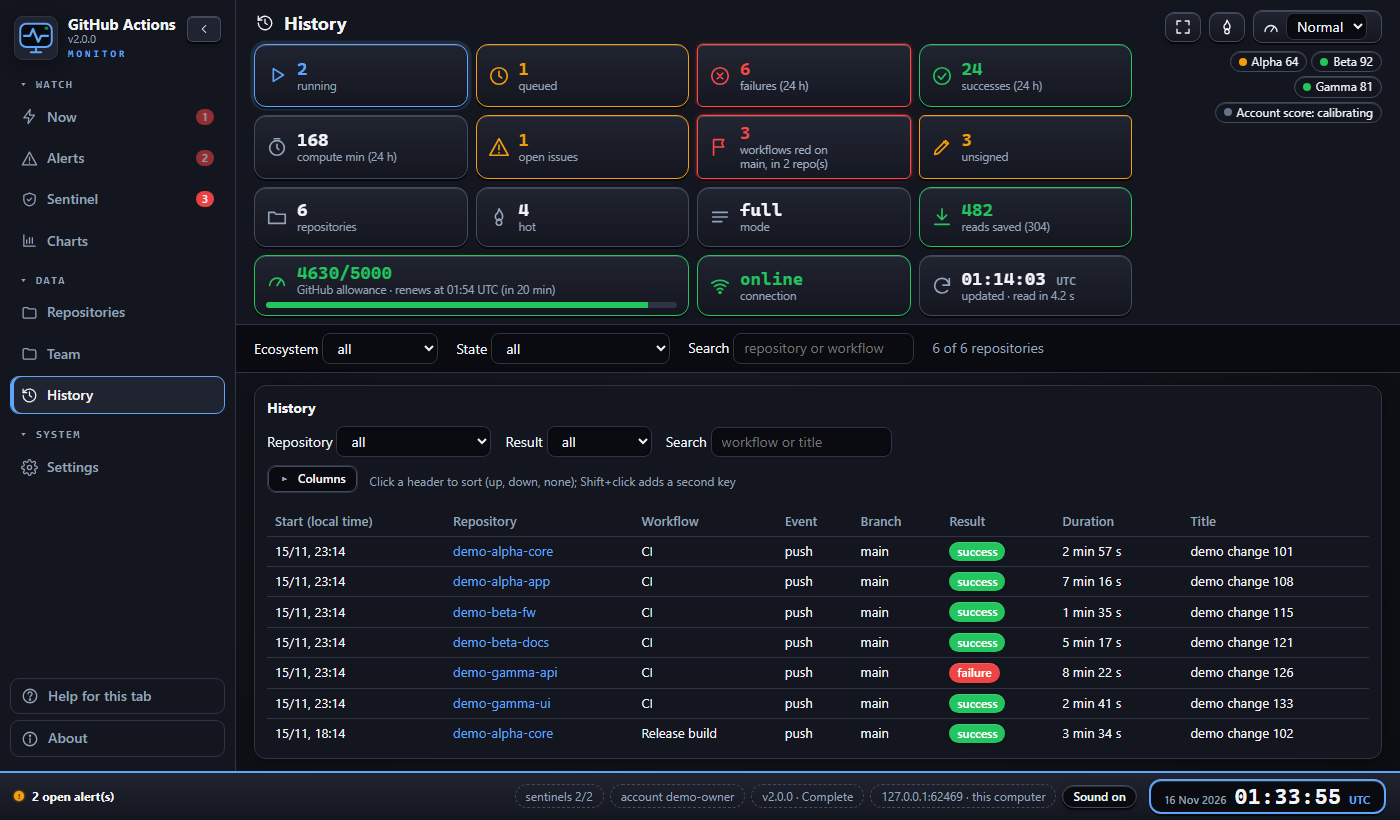 GitHub Actions
v2.0.0
MONITOR
WATCH
Now 1
Alerts 2
Sentinel 3
Charts
DATA
Repositories
Team
History
SYSTEM
Settings
Help for this tab
About
History
Normal
Alpha 64
Beta 92
Gamma 81
Account score: calibrating
2
running
1
queued
6
failures (24 h)
24
successes (24 h)
168
compute min (24 h)
1
open issues
3
workflows red on
main, in 2 repo(s)
3
unsigned
6
repositories
4
hot
full
mode
482
reads saved (304)
4630/5000
GitHub allowance · renews at 01:54 UTC (in 20 min)
online
connection
01:14:03 UTC
updated · read in 4.2 s
Ecosystem all State all Search repository or workflow 6 of 6 repositories
History
Repository all Result all Search workflow or title
Columns Click a header to sort (up, down, none); Shift+click adds a second key
Start (local time) Repository Workflow Event Branch Result Duration Title
15/11, 23:14 demo-alpha-core CI push main success 2 min 57 s demo change 101
15/11, 23:14 demo-alpha-app CI push main success 7 min 16 s demo change 108
15/11, 23:14 demo-beta-fw CI push main success 1 min 35 s demo change 115
15/11, 23:14 demo-beta-docs CI push main success 5 min 17 s demo change 121
15/11, 23:14 demo-gamma-api CI push main failure 8 min 22 s demo change 126
15/11, 23:14 demo-gamma-ui CI push main success 2 min 41 s demo change 133
15/11, 18:14 demo-alpha-core Release build push main success 3 min 34 s demo change 102
2 open alert(s)
sentinels 2/2
account demo-owner
v2.0.0 · Complete
127.0.0.1:62469 · this computer
Sound on
16 Nov 2026 01:33:55 UTC